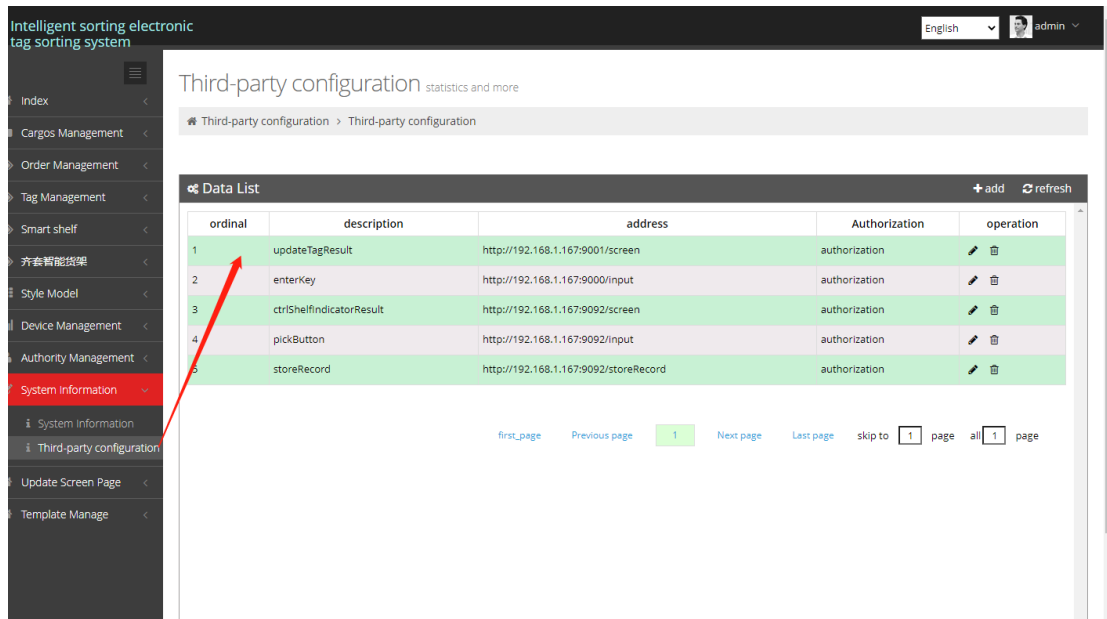 Intelligent sorting electronic
tag sorting system
English
admin
Index
Cargos Management
Order Management
Tag Management
Smart shelf
齐套智能货架
Style Model
Device Management
Authority Management
System Information
System Information
Third-party configuration
Update Screen Page
Template Manage
Third-party configuration statistics and more
Third-party configuration > Third-party configuration
Data List
add refresh
ordinal description address Authorization operation
1 updateTagResult http://192.168.1.167:9001/screen authorization
2 enterKey http://192.168.1.167:9000/input authorization
3 ctrlShelfIndicatorResult http://192.168.1.167:9092/screen authorization
4 pickButton http://192.168.1.167:9092/input authorization
5 storeRecord http://192.168.1.167:9092/storeRecord authorization
first_page Previous page 1 Next page Last page skip to 1 page all 1 page